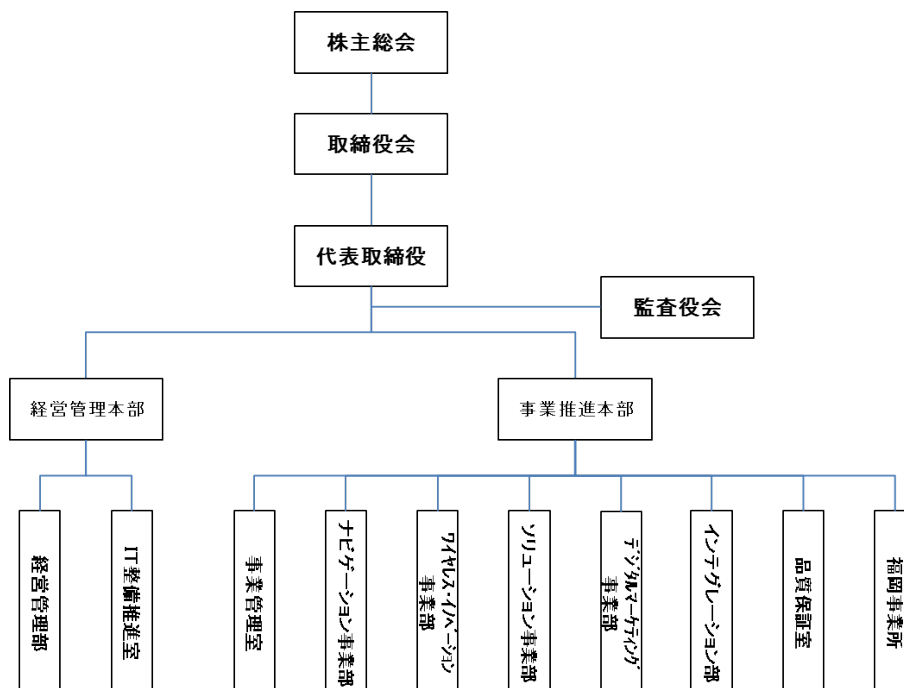 株主総会
取締役会
代表取締役
監査役会
経営管理本部
事業推進本部
経営管理部
IT整備推進室
事業管理室
ナビゲーション事業部
ワイヤレス・イノベーション
事業部
ソリューション事業部
デジタルマーケティング
事業部
インテグレーション部
品質保証室
福岡事業所